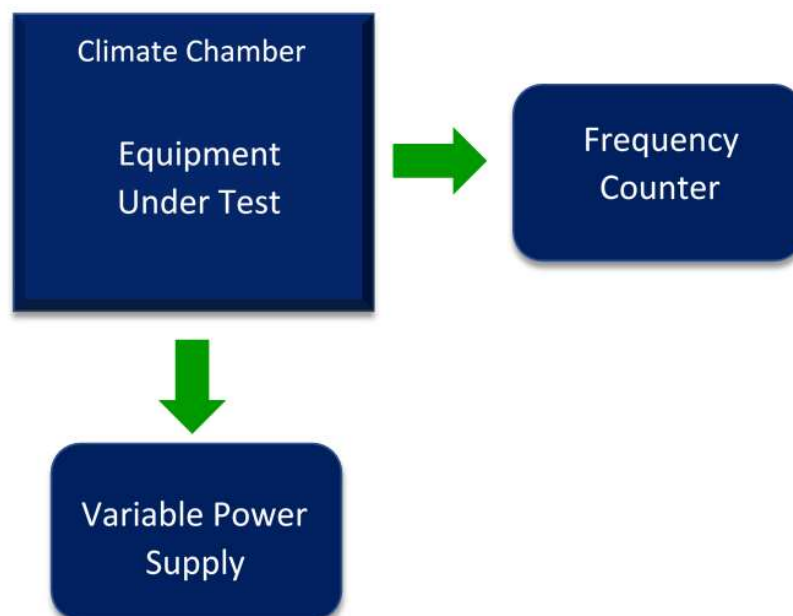 Climate Chamber
Equipment
Under Test
Frequency
Counter
Variable Power
Supply